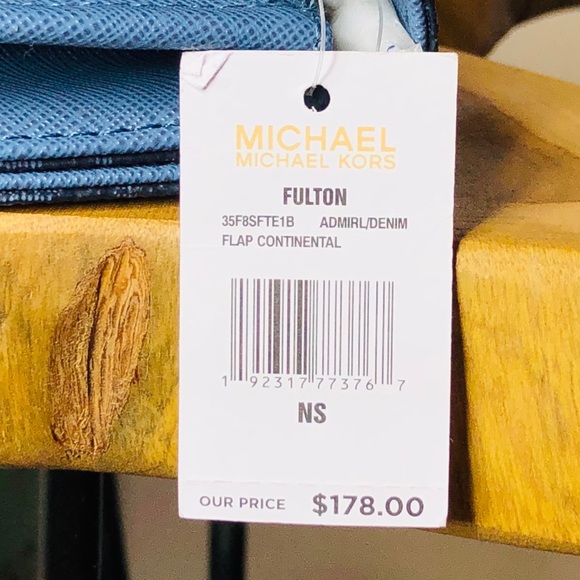 MICHAEL
MICHAEL KORS
FULTON
35F8SFTE1B ADMIRL/DENIM
FLAP CONTINENTAL
1 92317 77376 7
NS
OUR PRICE $178.00